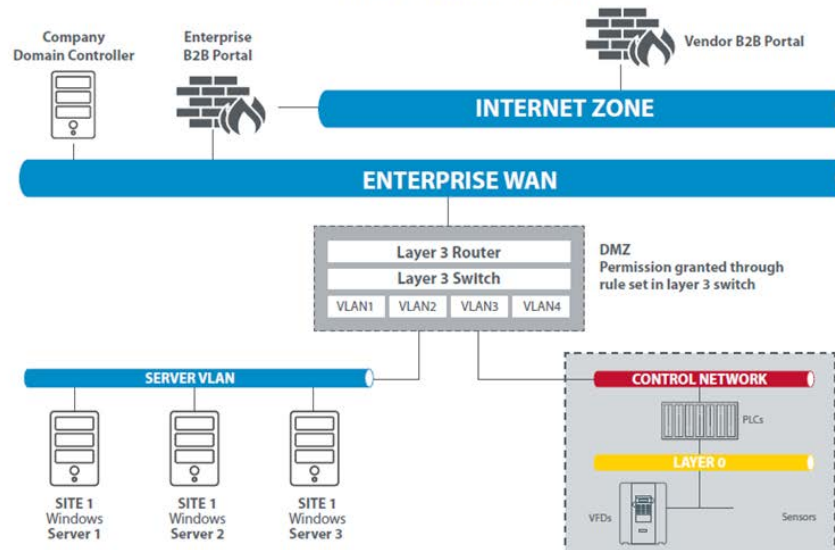 Company
Domain Controller
Enterprise
B2B Portal
Vendor B2B Portal
INTERNET ZONE
ENTERPRISE WAN
Layer 3 Router
Layer 3 Switch
VLAN1
VLAN2
VLAN3
VLAN4
DMZ
Permission granted through
rule set in layer 3 switch
SERVER VLAN
CONTROL NETWORK
PLCs
LAYER 0
VFDs
Sensors
SITE 1
Windows
Server 1
SITE 1
Windows
Server 2
SITE 1
Windows
Server 3